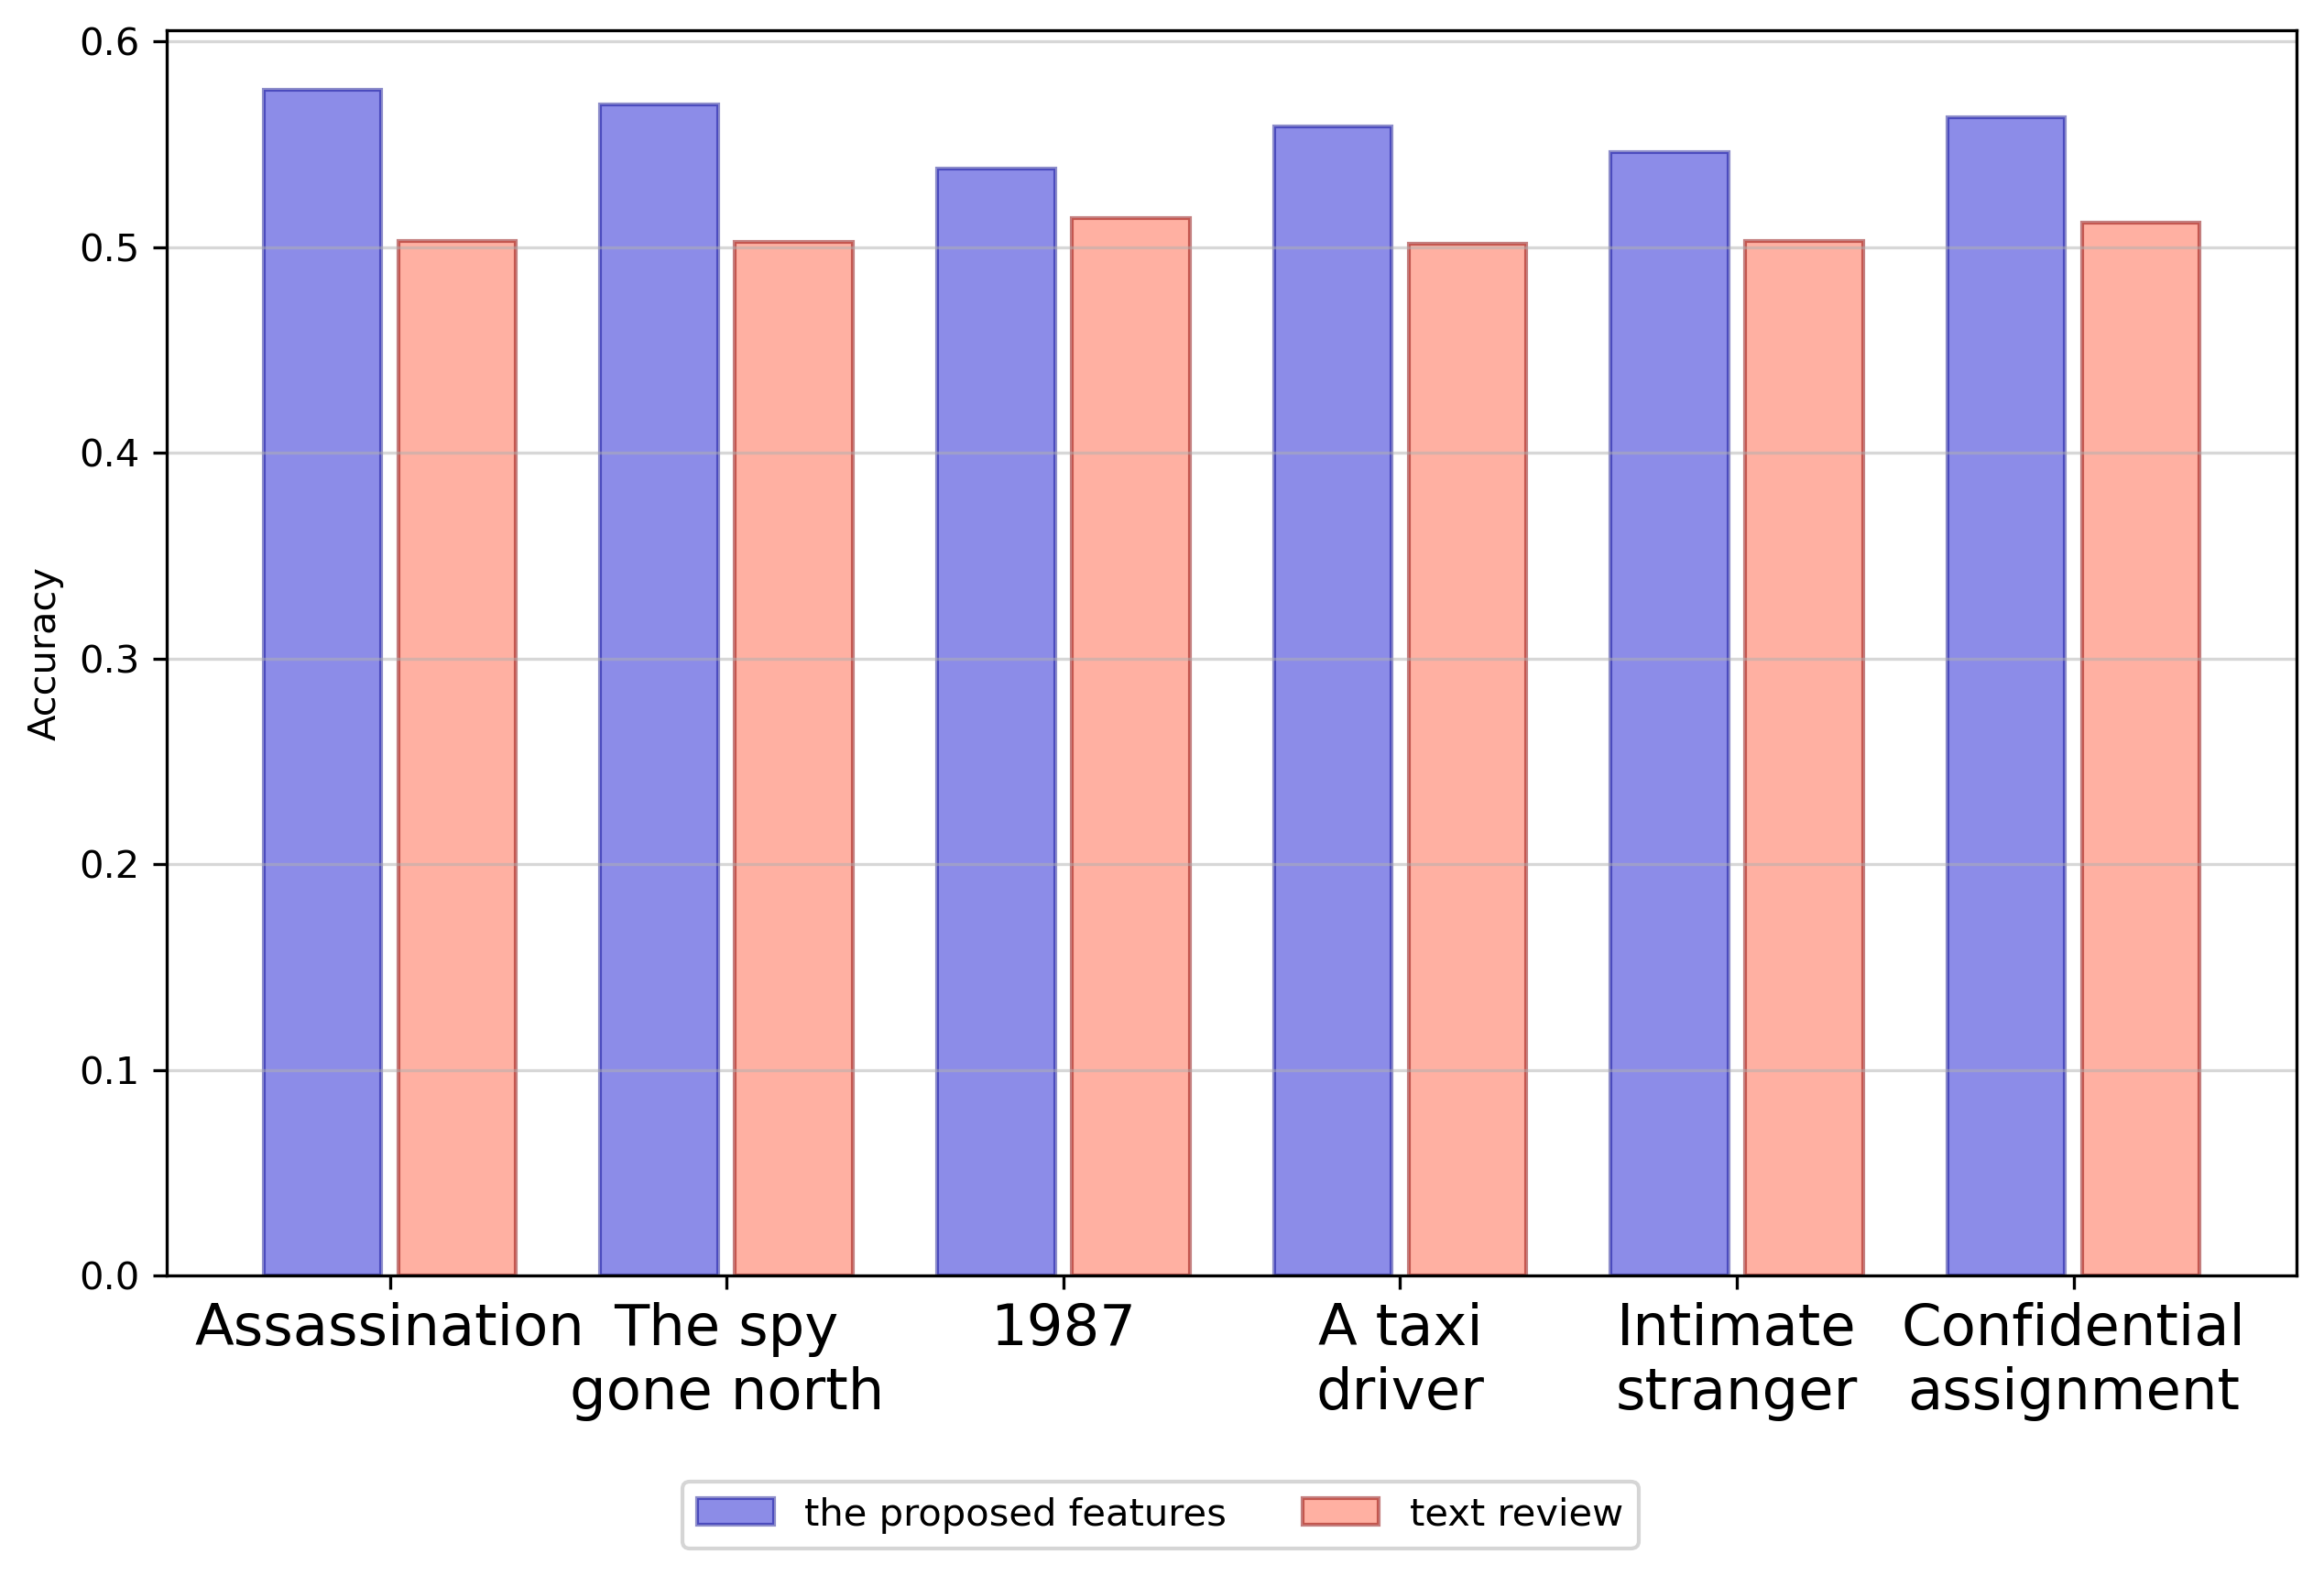 0.6
0.5
0.4
0.3
0.2
0.1
0.0
Accuracy
Assassination
The spy
gone north
1987
A taxi
driver
Intimate
stranger
Confidential
assignment
the proposed features
text review